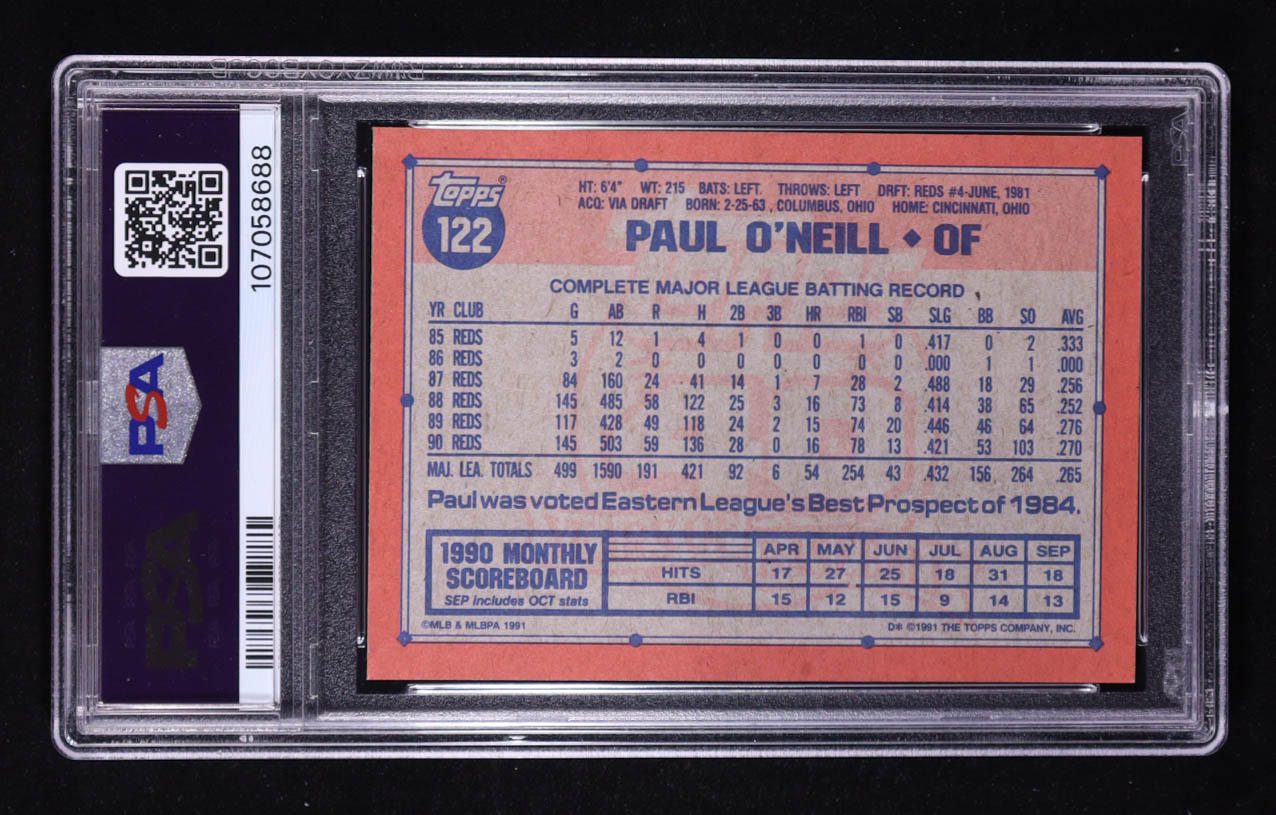 107058688
PSA
PSA
Topps®
122
HT: 6'4" WT: 215 BATS: LEFT. THROWS: LEFT DRFT: REDS #4-JUNE, 1981
ACQ: VIA DRAFT BORN: 2-25-63 , COLUMBUS, OHIO HOME: CINCINNATI, OHIO
PAUL O'NEILL ◆ OF
COMPLETE MAJOR LEAGUE BATTING RECORD
YR CLUB G AB R H 2B 3B HR RBI SB SLG BB SO AVG
85 REDS 5 12 1 4 1 0 0 1 0 .417 0 2 .333
86 REDS 3 2 0 0 0 0 0 0 0 .000 1 1 .000
87 REDS 84 160 24 41 14 1 7 28 2 .488 18 29 .256
88 REDS 145 485 58 122 25 3 16 73 8 .414 38 65 .252
89 REDS 117 428 49 118 24 2 15 74 20 .446 46 64 .276
90 REDS 145 503 59 136 28 0 16 78 13 .421 53 103 .270
MAJ. LEA. TOTALS 499 1590 191 421 92 6 54 254 43 .432 156 264 .265
Paul was voted Eastern League's Best Prospect of 1984.
1990 MONTHLY
SCOREBOARD
SEP includes OCT stats
APR MAY JUN JUL AUG SEP
HITS 17 27 25 18 31 18
RBI 15 12 15 9 14 13
©MLB & MLBPA 1991
D* ©1991 THE TOPPS COMPANY, INC.